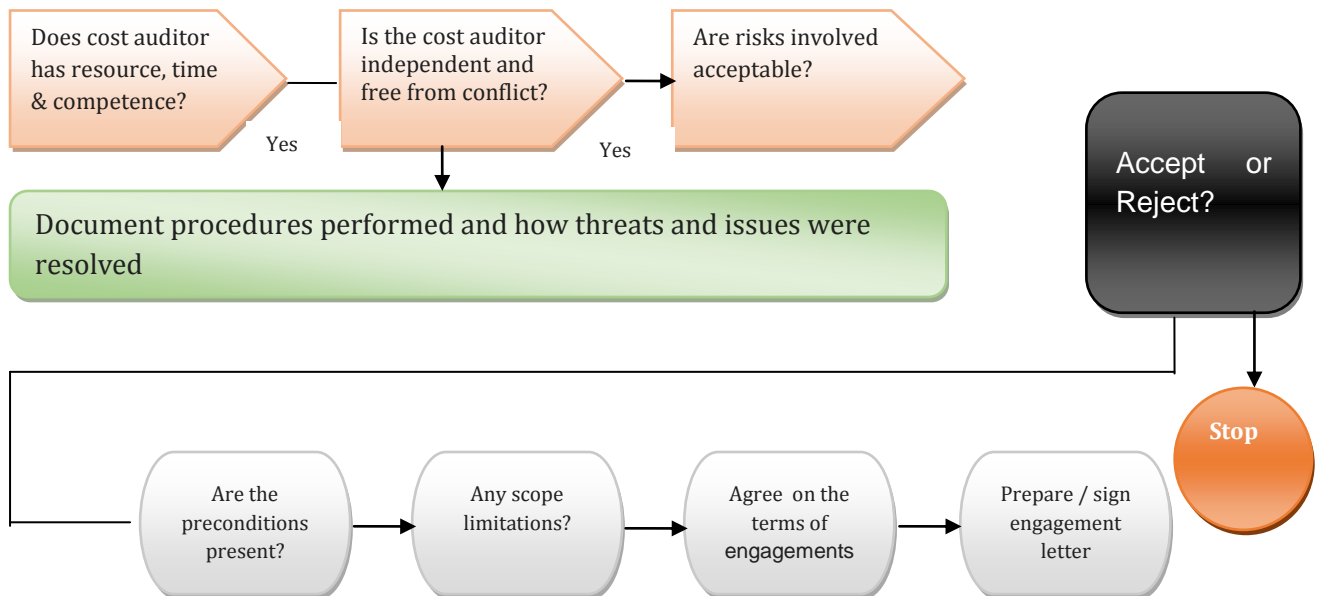 Does cost auditor
has resource, time
& competence?
Yes
Is the cost auditor
independent and
free from conflict?
Yes
Are risks involved
acceptable?
Accept or
Reject?
Document procedures performed and how threats and issues were
resolved
Stop
Are the
preconditions
present?
Any scope
limitations?
Agree on the
terms of
engagements
Prepare / sign
engagement
letter